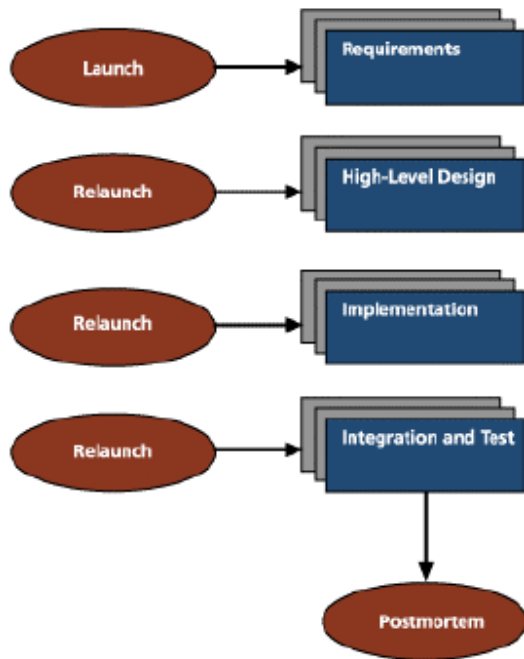 Launch
Requirements
Relaunch
High-Level Design
Relaunch
Implementation
Relaunch
Integration and Test
Postmortem